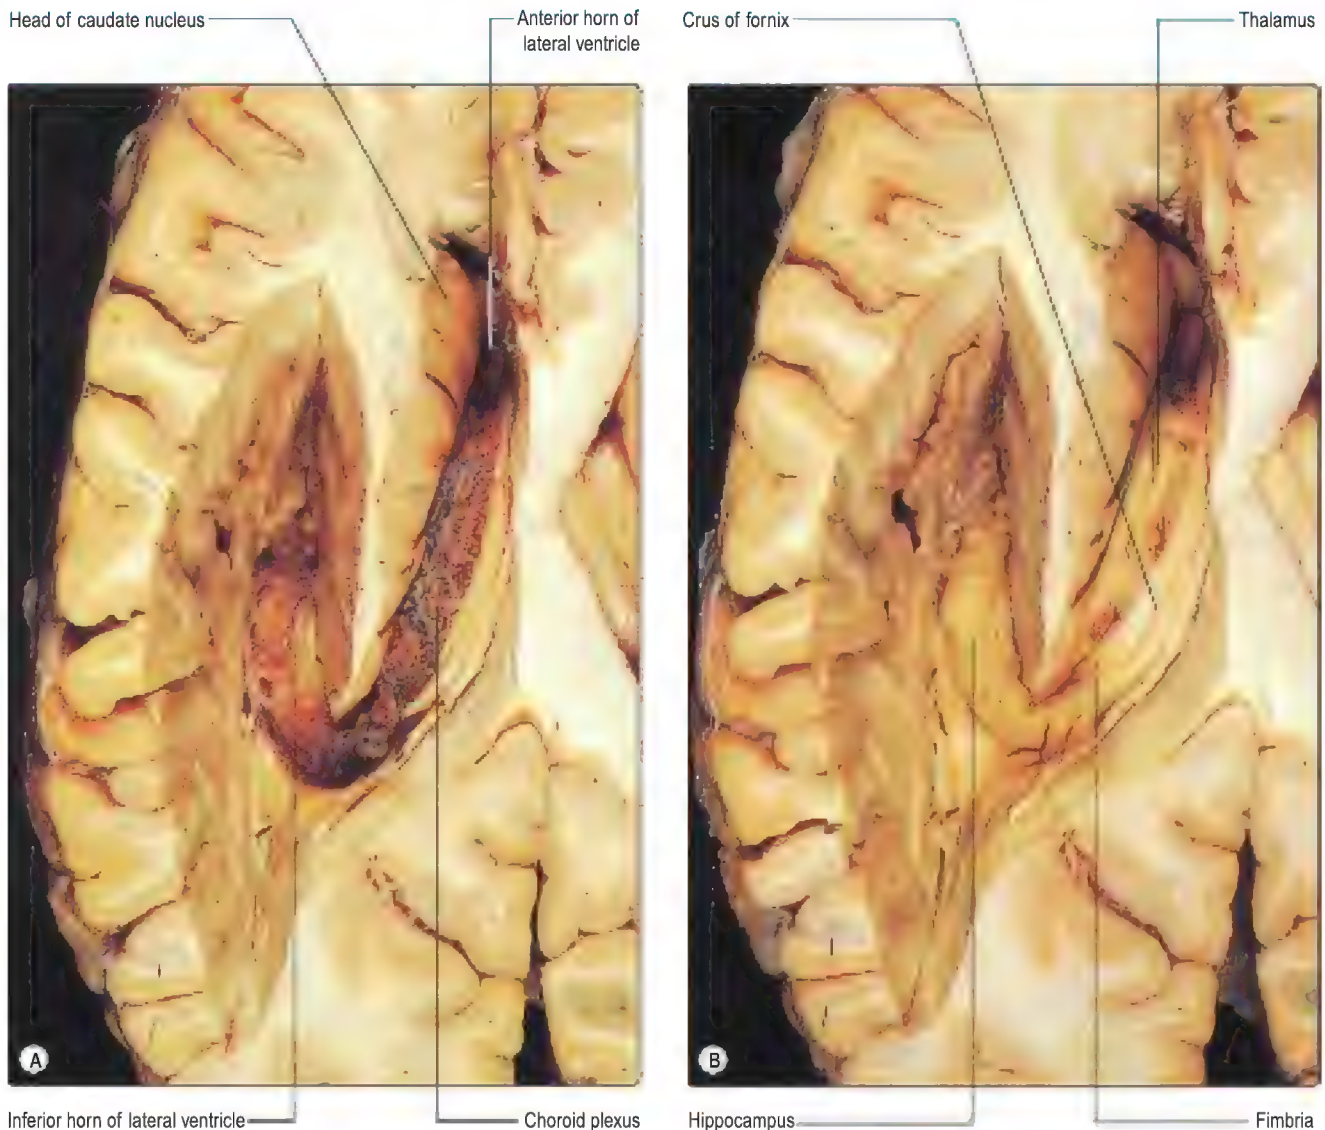 Head of caudate nucleus
Anterior horn of
lateral ventricle
Crus of fornix
Thalamus
A
B
Inferior horn of lateral ventricle
Choroid plexus
Hippocampus
Fimbria